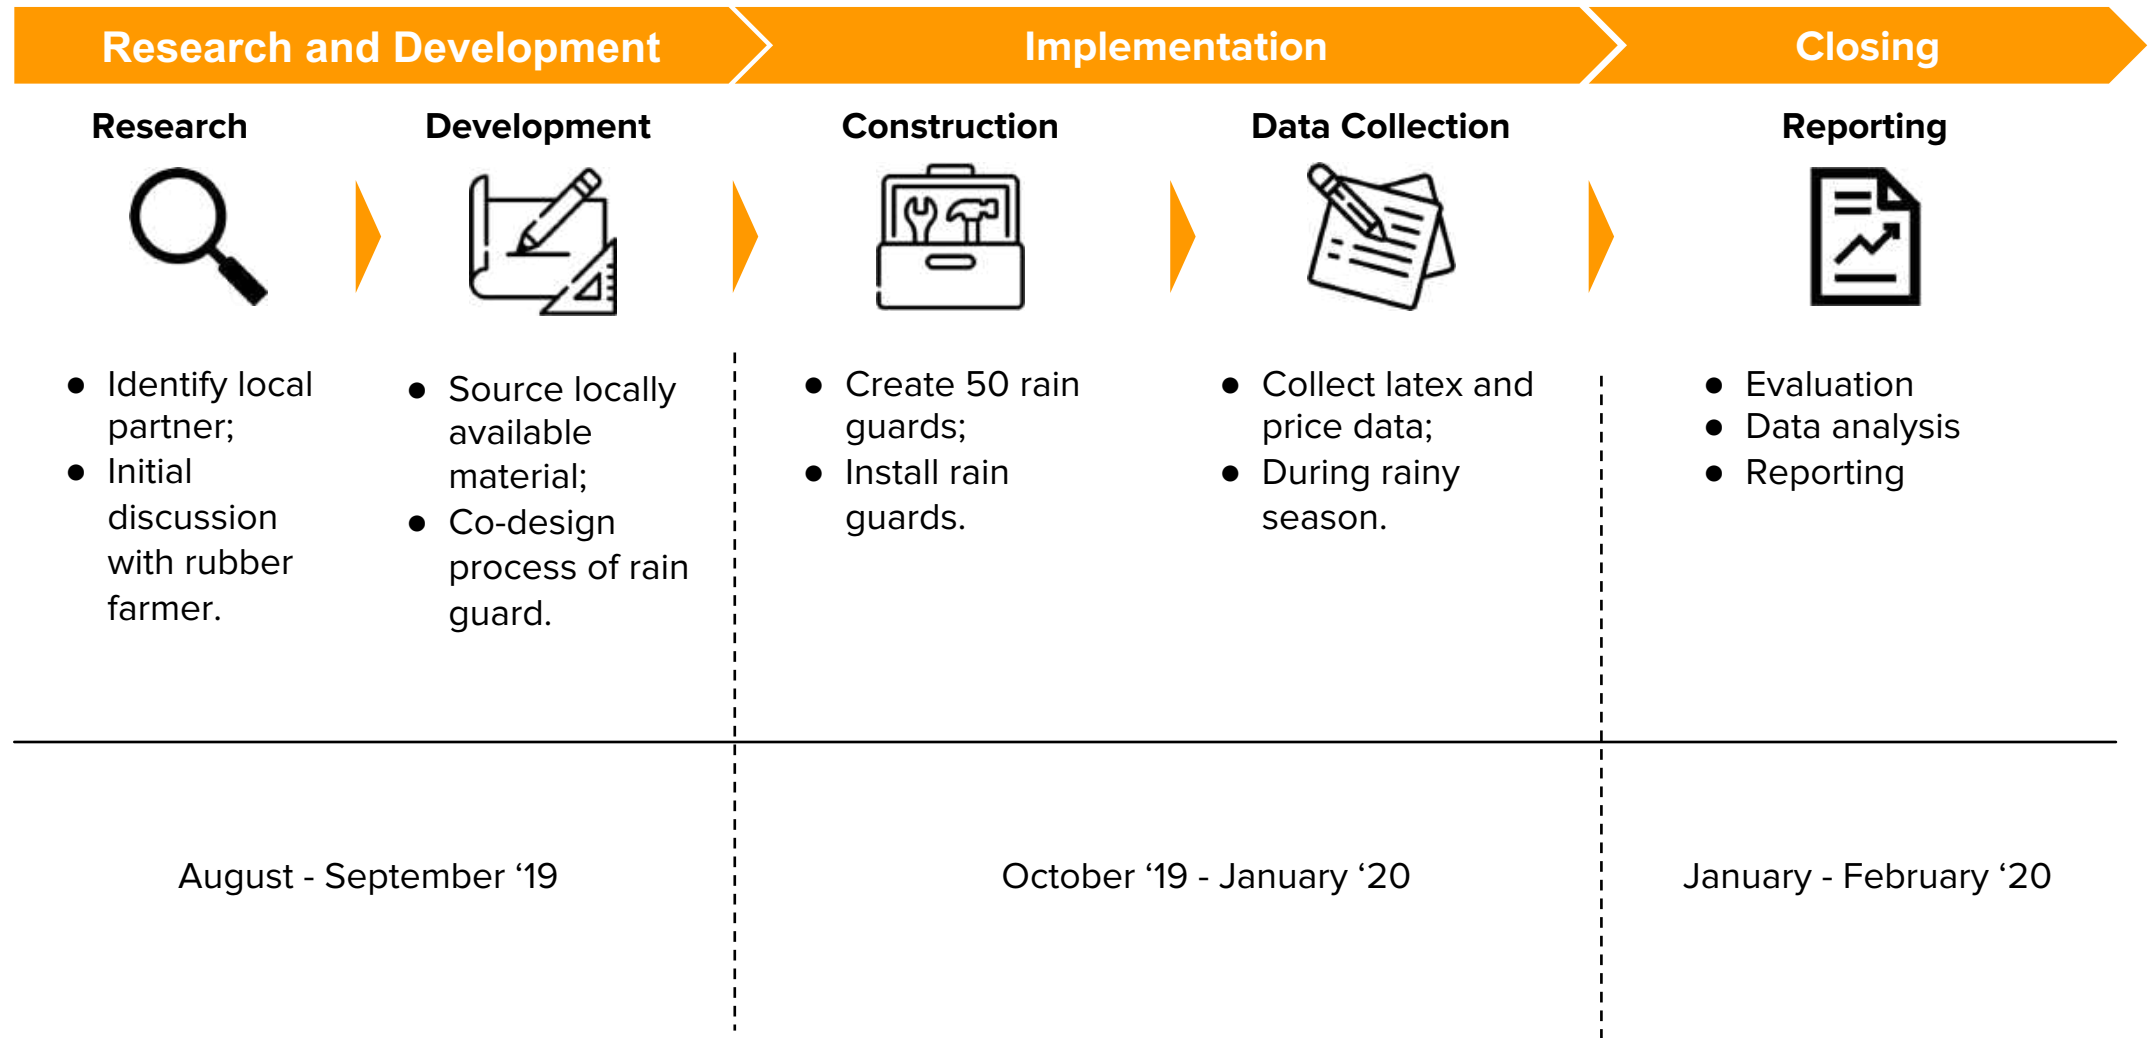 Research and Development
Implementation
Closing
Research
Development
Construction
Data Collection
Reporting
● Identify local
partner;
● Initial
discussion
with rubber
farmer.
● Source locally
available
material;
● Co-design
process of rain
guard.
● Create 50 rain
guards;
● Install rain
guards.
● Collect latex and
price data;
● During rainy
season.
● Evaluation
● Data analysis
● Reporting
August - September ‘19
October ‘19 - January ‘20
January - February ‘20